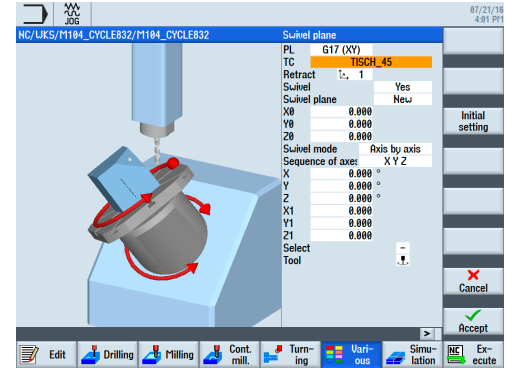 JOG
07/21/16
4:01 PM
NC/WKS/M104_CYCLE832/M104_CYCLE832
Swivel plane
PL G17 (XY)
TC TISCH_45
Retract 1
Swivel Yes
Swivel plane New
X0 0.000
Y0 0.000
Z0 0.000
Initial
setting
Swivel mode Axis by axis
Sequence of axes X Y Z
X 0.000 °
Y 0.000 °
Z 0.000 °
X1 0.000
Y1 0.000
Z1 0.000
Select -
Tool
Cancel
Accept
>
Edit
Drilling
Milling
Cont.
mill.
Turn-
ing
Vari-
ous
Simu-
lation
NC
Ex-
ecute